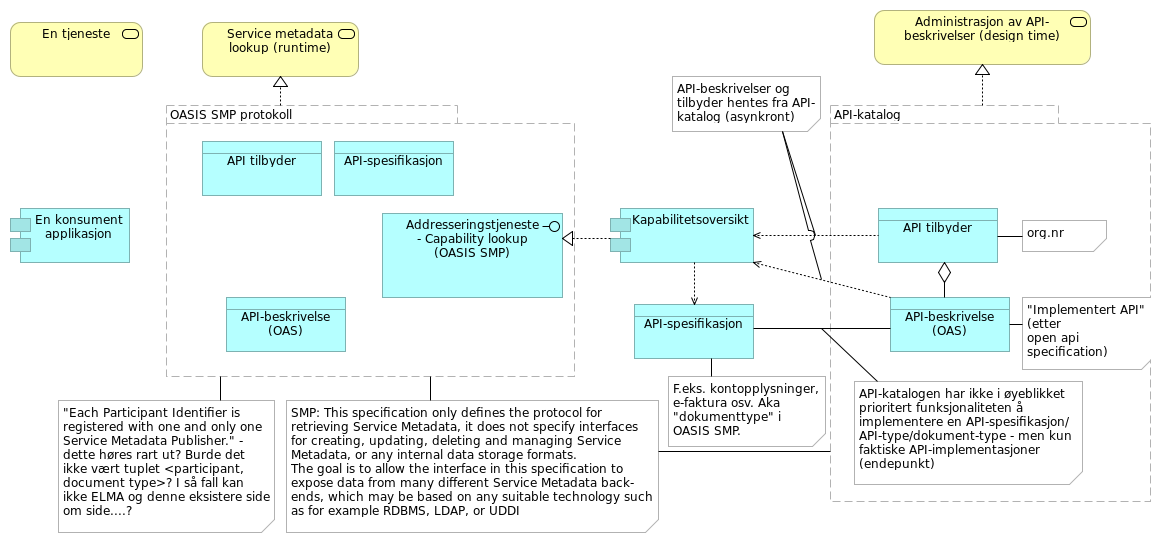 En tjeneste
Service metadata
lookup (runtime)
Administrasjon av API-
beskrivelser (design time)
API-beskrivelser og
tilbyder hentes fra API-
katalog (asynkront)
OASIS SMP protokoll
API-katalog
API tilbyder
API-spesifikasjon
En konsument
applikasjon
Addresseringstjeneste
- Capability lookup
(OASIS SMP)
Kapabilitetsoversikt
API tilbyder
org.nr
API-beskrivelse
(OAS)
API-spesifikasjon
API-beskrivelse
(OAS)
"Implementert API"
(etter
open api
specification)
F.eks. kontopplysninger,
e-faktura osv. Aka
"dokumenttype" i
OASIS SMP.
API-katalogen har ikke i øyeblikket
prioritert funksjonaliteten å
implementere en API-spesifikasjon/
API-type/dokument-type - men kun
faktiske API-implementasjoner
(endepunkt)
"Each Participant Identifier is
registered with one and only one
Service Metadata Publisher." -
dette høres rart ut? Burde det
ikke vært tuplet <participant,
document type>? I så fall kan
ikke ELMA og denne eksistere side
om side....?
SMP: This specification only defines the protocol for
retrieving Service Metadata, it does not specify interfaces
for creating, updating, deleting and managing Service
Metadata, or any internal data storage formats.
The goal is to allow the interface in this specification to
expose data from many different Service Metadata back-
ends, which may be based on any suitable technology such
as for example RDBMS, LDAP, or UDDI